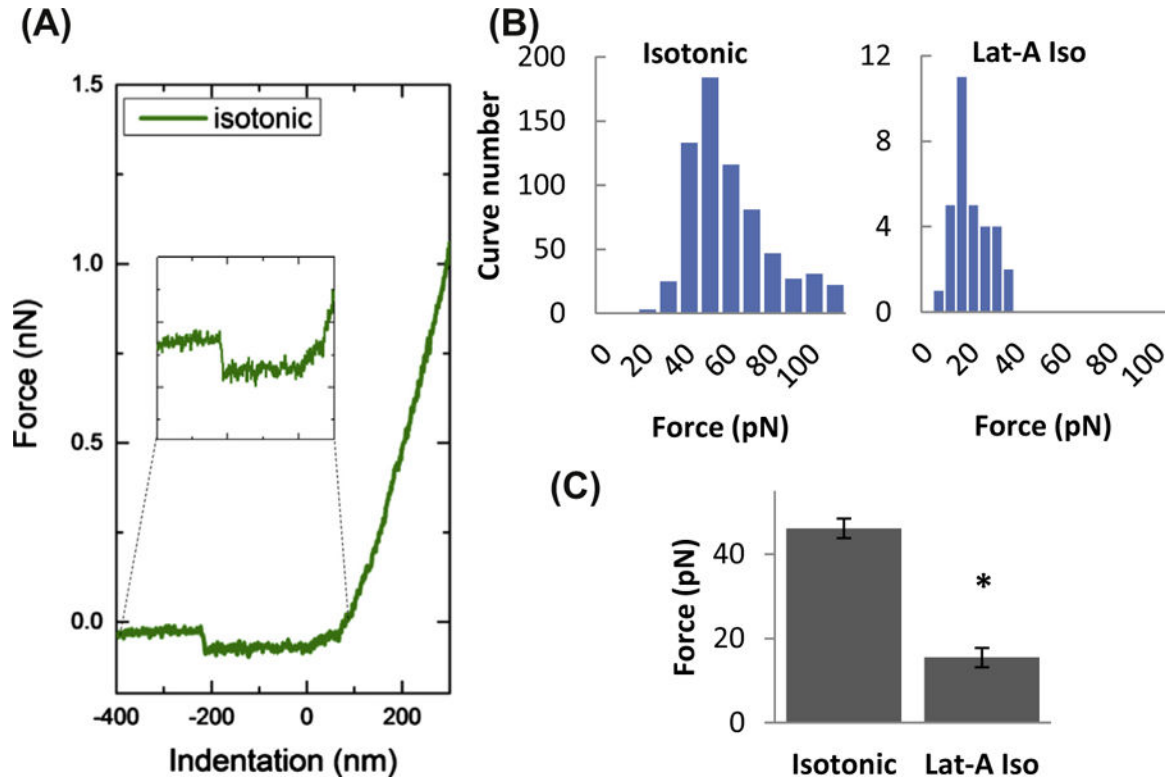 (A)
1.5
isotonic
1.0
0.5
0.0
-400 -200 0 200
Force (nN)
Indentation (nm)
(B)
Isotonic
200
150
100
50
0
Curve number
0 20 40 60 80 100
Force (pN)
Lat-A Iso
12
8
4
0
0 20 40 60 80 100
Force (pN)
(C)
Force (pN)
40
20
0
*
Isotonic Lat-A Iso